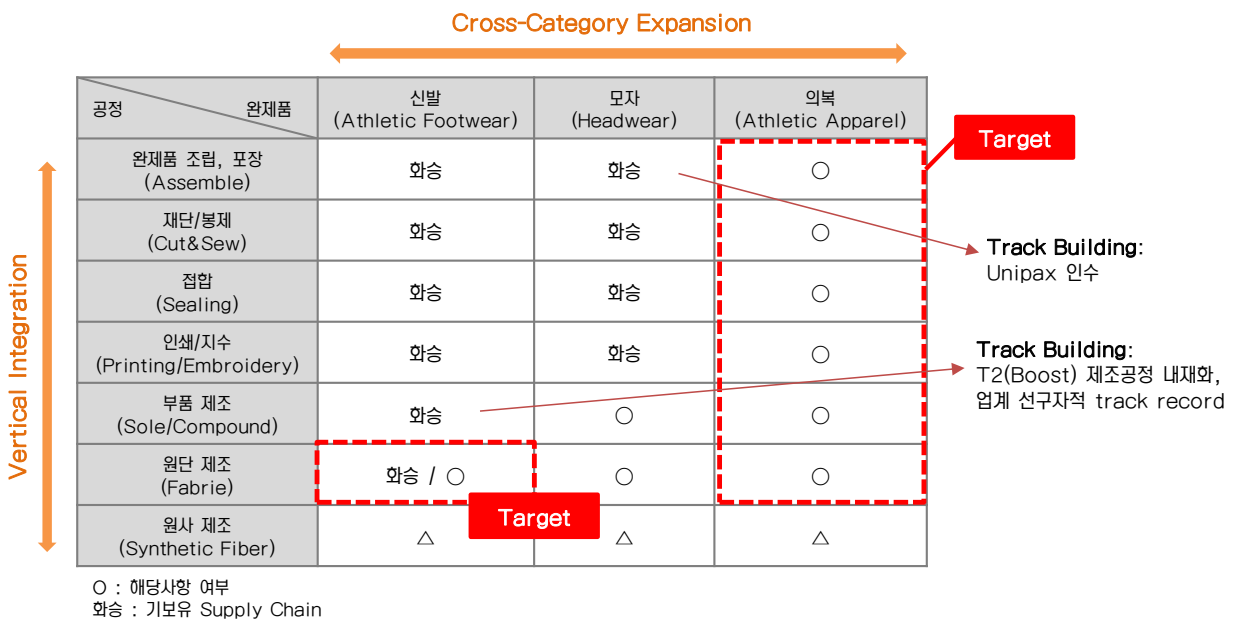 Cross-Category Expansion
공정 완제품
신발
(Athletic Footwear)
모자
(Headwear)
의복
(Athletic Apparel)
Target
Vertical Integration
완제품 조립, 포장
(Assemble)
화승
화승
○
재단/봉제
(Cut&Sew)
화승
화승
○
Track Building:
Unipax 인수
접합
(Sealing)
화승
화승
○
인쇄/지수
(Printing/Embroidery)
화승
화승
○
Track Building:
T2(Boost) 제조공정 내재화,
업계 선구자적 track record
부품 제조
(Sole/Compound)
화승
○
○
원단 제조
(Fabrie)
화승 / ○
○
○
Target
원사 제조
(Synthetic Fiber)
△
△
△
O : 해당사항 여부
화승 : 기보유 Supply Chain